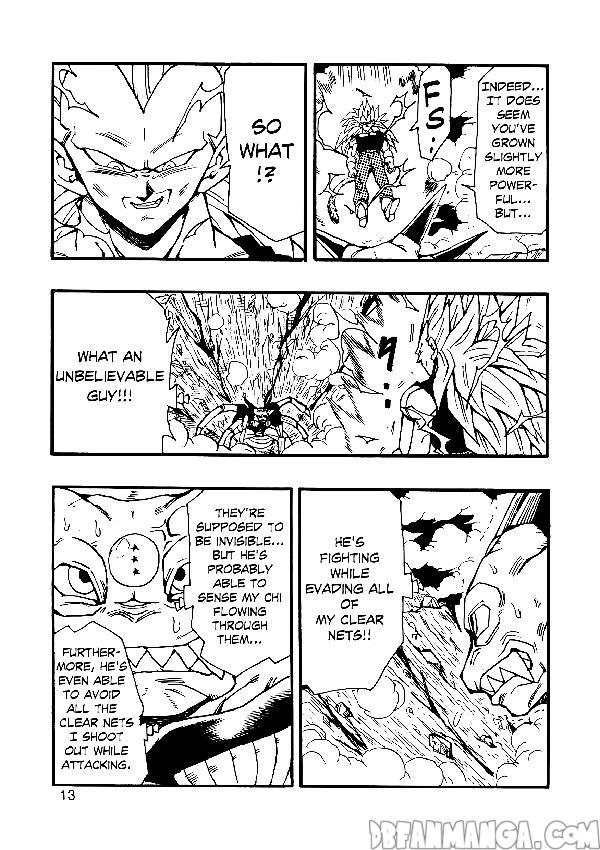 INDEED...
IT DOES
SEEM
YOU'VE
GROWN
SLIGHTLY
MORE
POWER-
FUL...
BUT...
FS..
SO
WHAT
!?
WHAT AN
UNBELIEVABLE
GUY!!!
HE'S
FIGHTING
WHILE
EVADING ALL
OF
MY CLEAR
NETS!!
THEY'RE
SUPPOSED TO
BE INVISIBLE...
BUT HE'S
PROBABLY
ABLE TO
SENSE MY CHI
FLOWING
THROUGH
THEM...
FURTHER-
MORE, HE'S
EVEN ABLE
TO AVOID
ALL THE
CLEAR NETS
I SHOOT
OUT WHILE
ATTACKING.
13
DBFANMANGA.COM